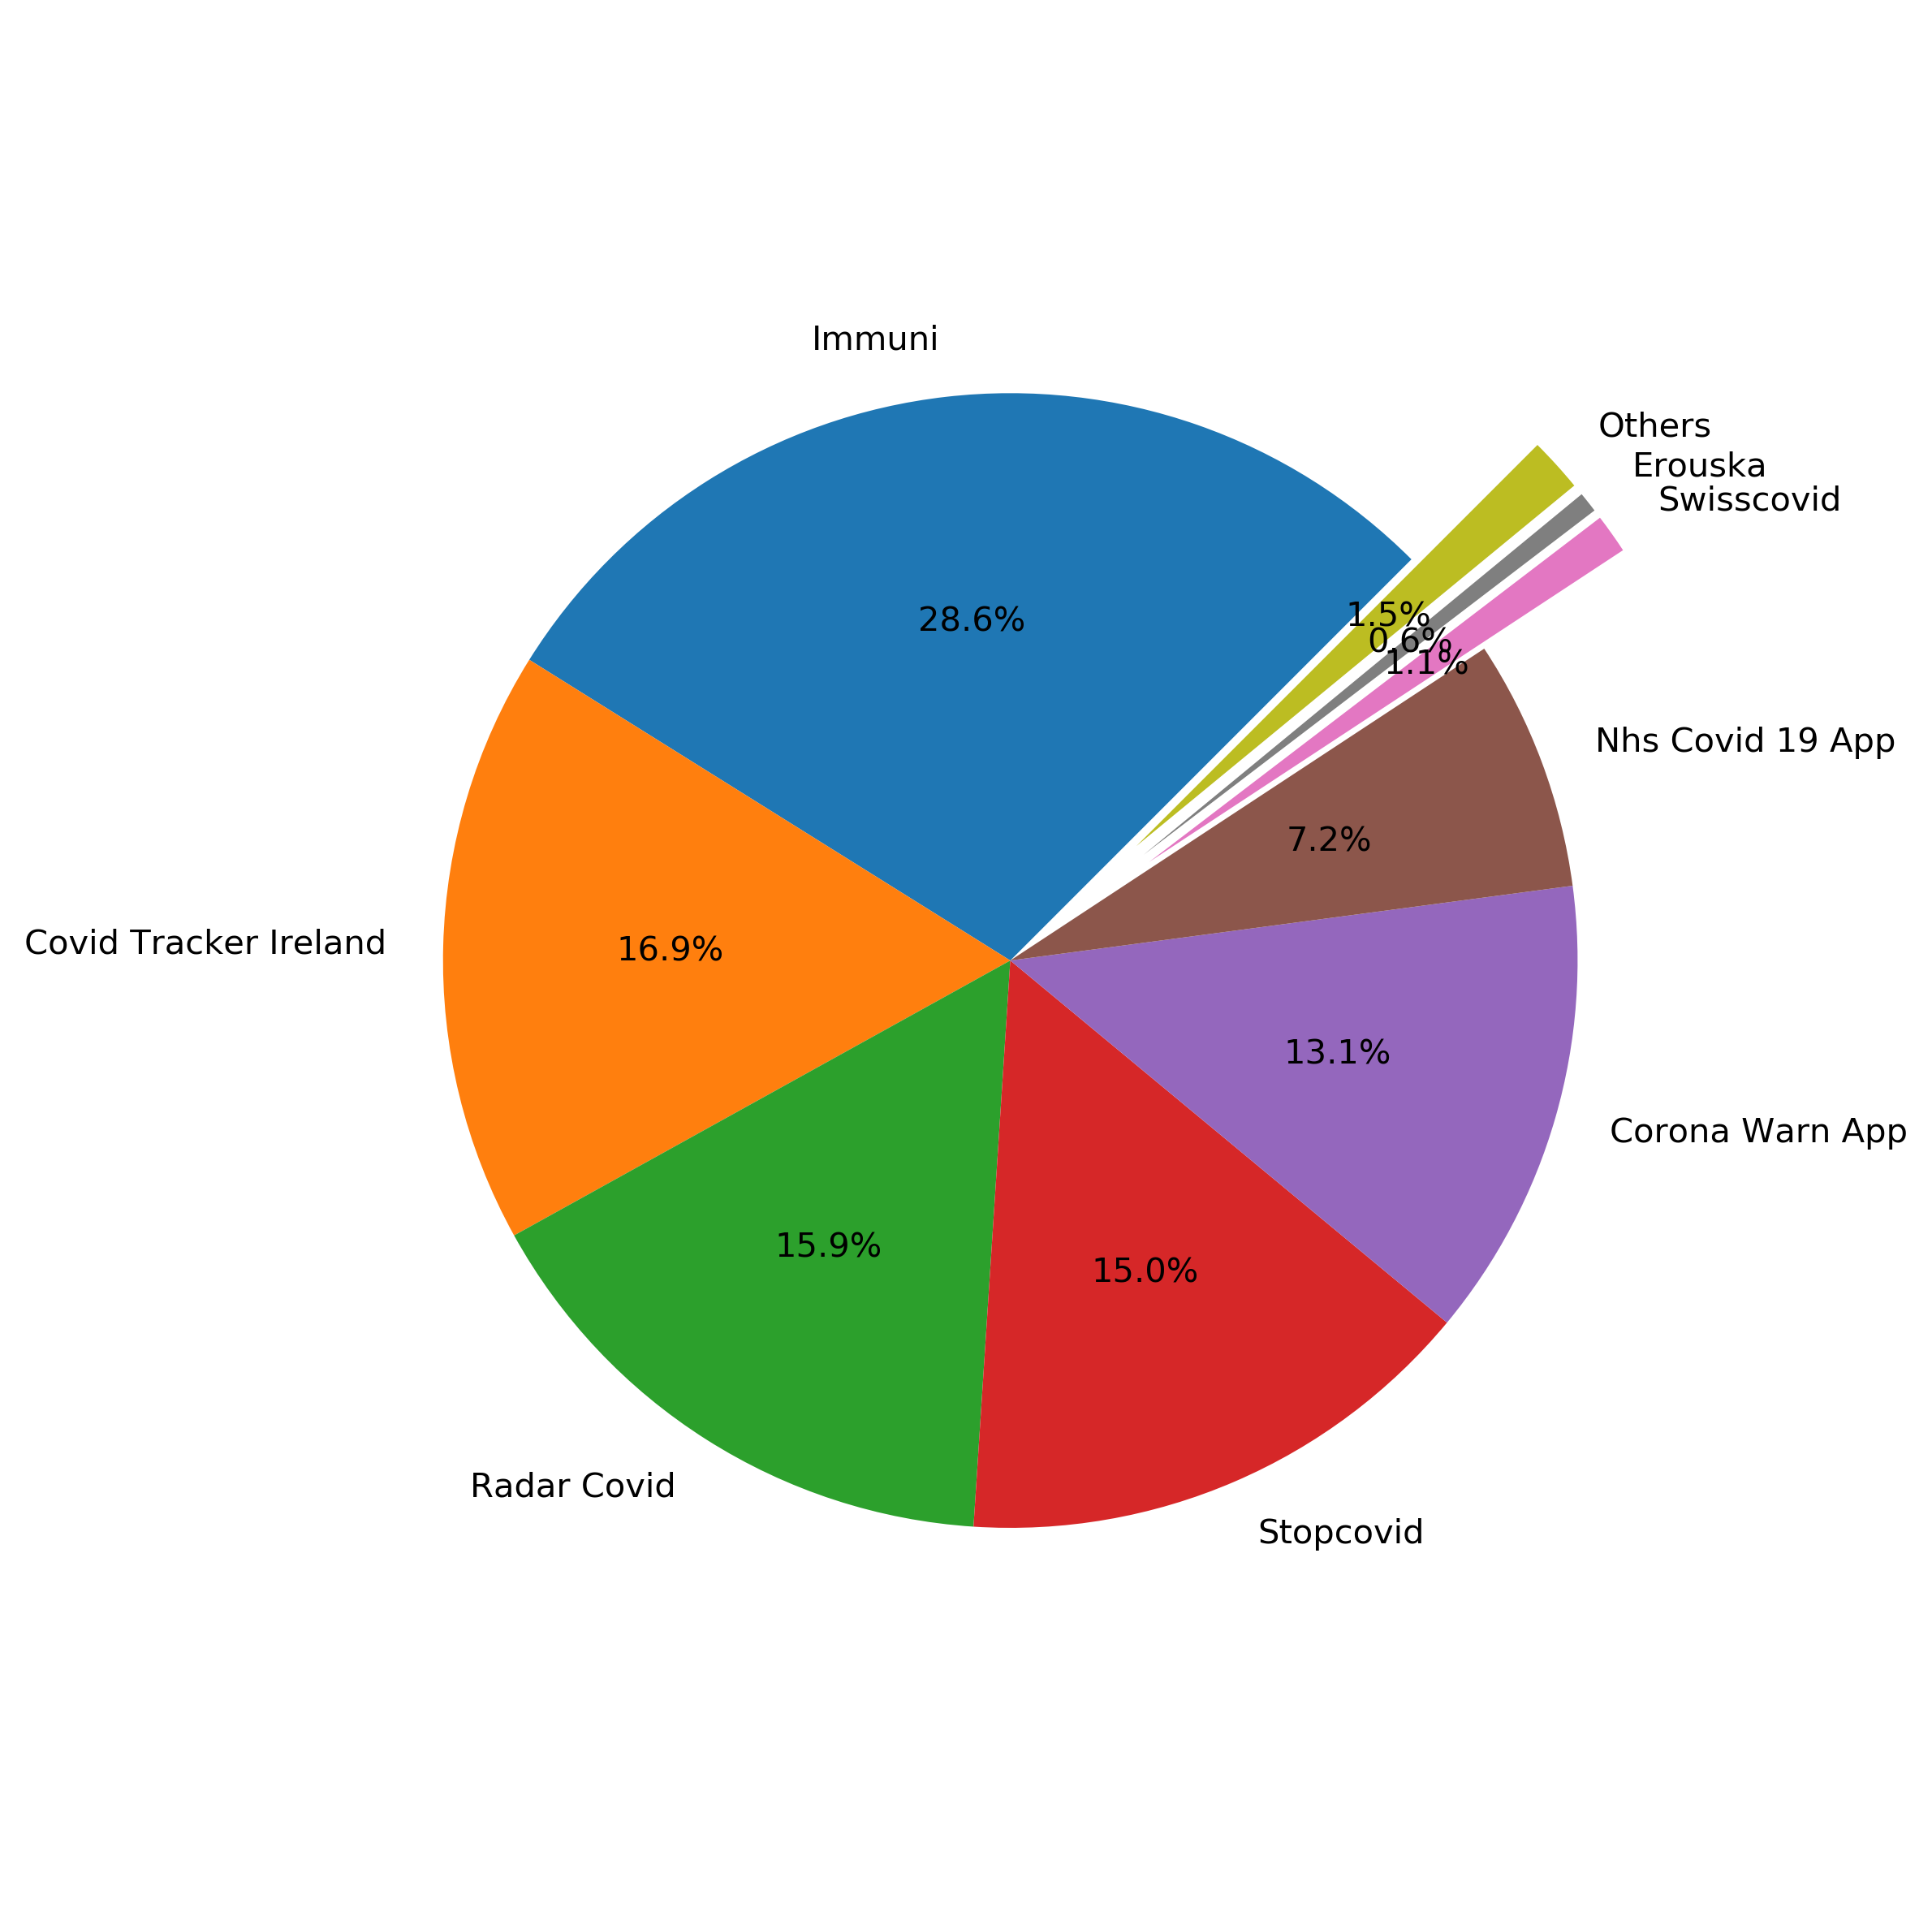 Immuni
Others
Erouska
Swisscovid
28.6%
1.5%
0.6%
1.1%
Nhs Covid 19 App
7.2%
Covid Tracker Ireland
16.9%
13.1%
Corona Warn App
15.9%
15.0%
Radar Covid
Stopcovid